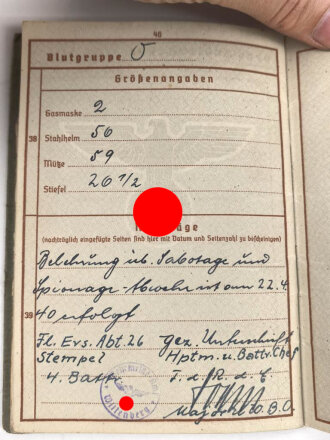 40
Blutgruppe O
Größenangaben
Gasmaske 2
38 Stahlhelm 56
Mütze 59
Stiefel 26 1/2
(nachträglich eingefügte Seiten sind hier mit Datum und Seitenzahl zu bescheinigen)
Belehrung üb. Sabotage und
Spionage-Abwehr ist am 22.4.
39 40 erfolgt
Fl. Ers. Abt. 26 gez. Unterschrift
Stempel Hptm. u. Battr. Chef
4. Battr. F. d. R. d. E
Wittenberg